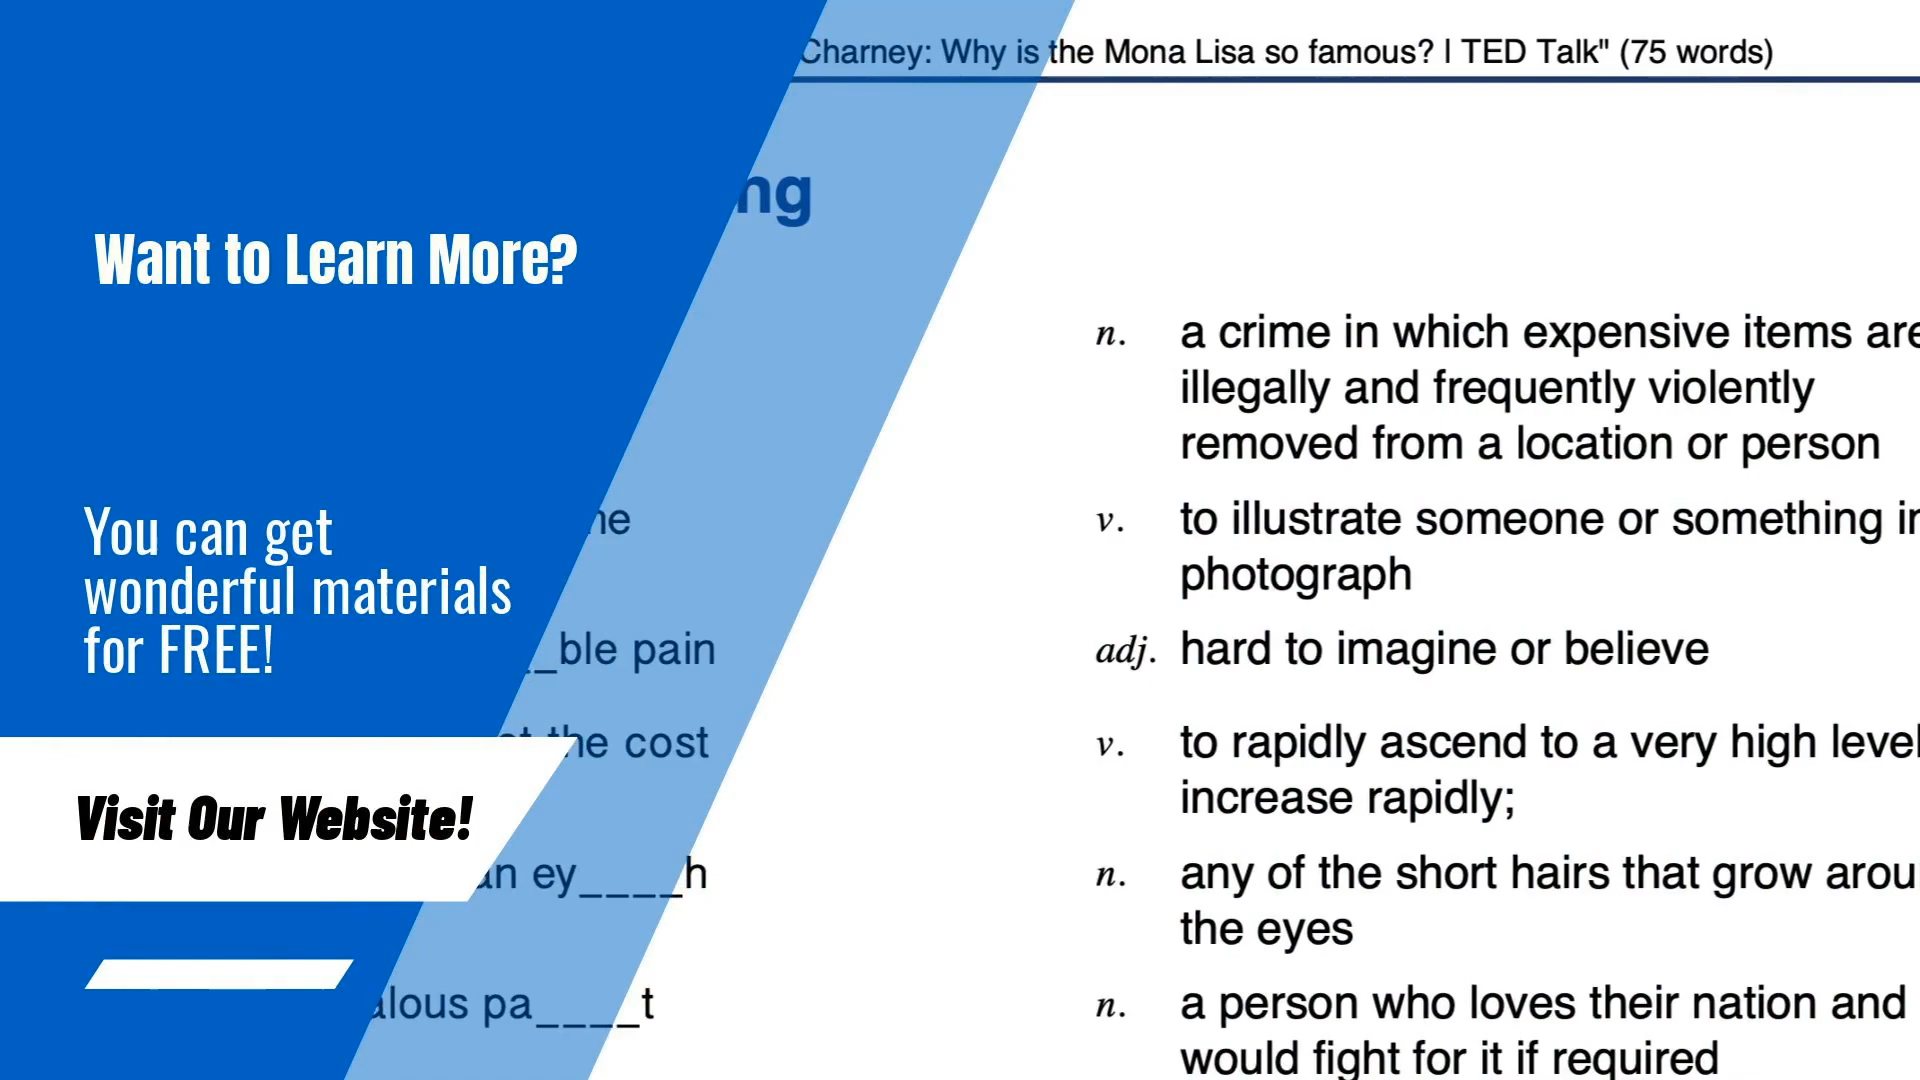 Charney: Why is the Mona Lisa so famous? | TED Talk" (75 words)
ng
Want to Learn More?
You can get
wonderful materials
for FREE!
Visit Our Website!
ne
_ble pain
the cost
an ey____h
alous pa____t
n. a crime in which expensive items are
illegally and frequently violently
removed from a location or person
v. to illustrate someone or something in
photograph
adj. hard to imagine or believe
v. to rapidly ascend to a very high level
increase rapidly;
n. any of the short hairs that grow arou
the eyes
n. a person who loves their nation and
would fight for it if required